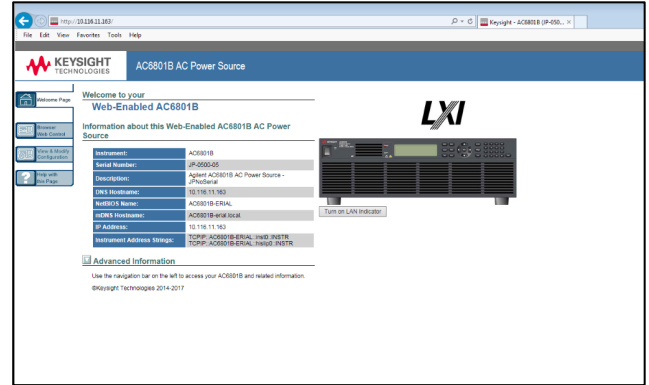 http://10.116.11.163/
Keysight - AC6801B (JP-050...
File Edit View Favorites Tools Help
KEYSIGHT
TECHNOLOGIES
AC6801B AC Power Source
Welcome Page
Browser
Web Control
View & Modify
Configuration
Help with
this Page
Welcome to your
Web-Enabled AC6801B
Information about this Web-Enabled AC6801B AC Power
Source
Instrument: AC6801B
Serial Number: JP-0500-05
Description: Agilent AC6801B AC Power Source -
JPNoSerial
DNS Hostname: 10.116.11.163
NetBIOS Name: AC6801B-ERIAL
mDNS Hostname: AC6801B-erial.local.
IP Address: 10.116.11.163
Instrument Address Strings: TCPIP::AC6801B-ERIAL::inst0::INSTR
TCPIP::AC6801B-ERIAL::hislip0::INSTR
Advanced Information
Use the navigation bar on the left to access your AC6801B and related information.
©Keysight Technologies 2014-2017
LXI
Turn on LAN Indicator